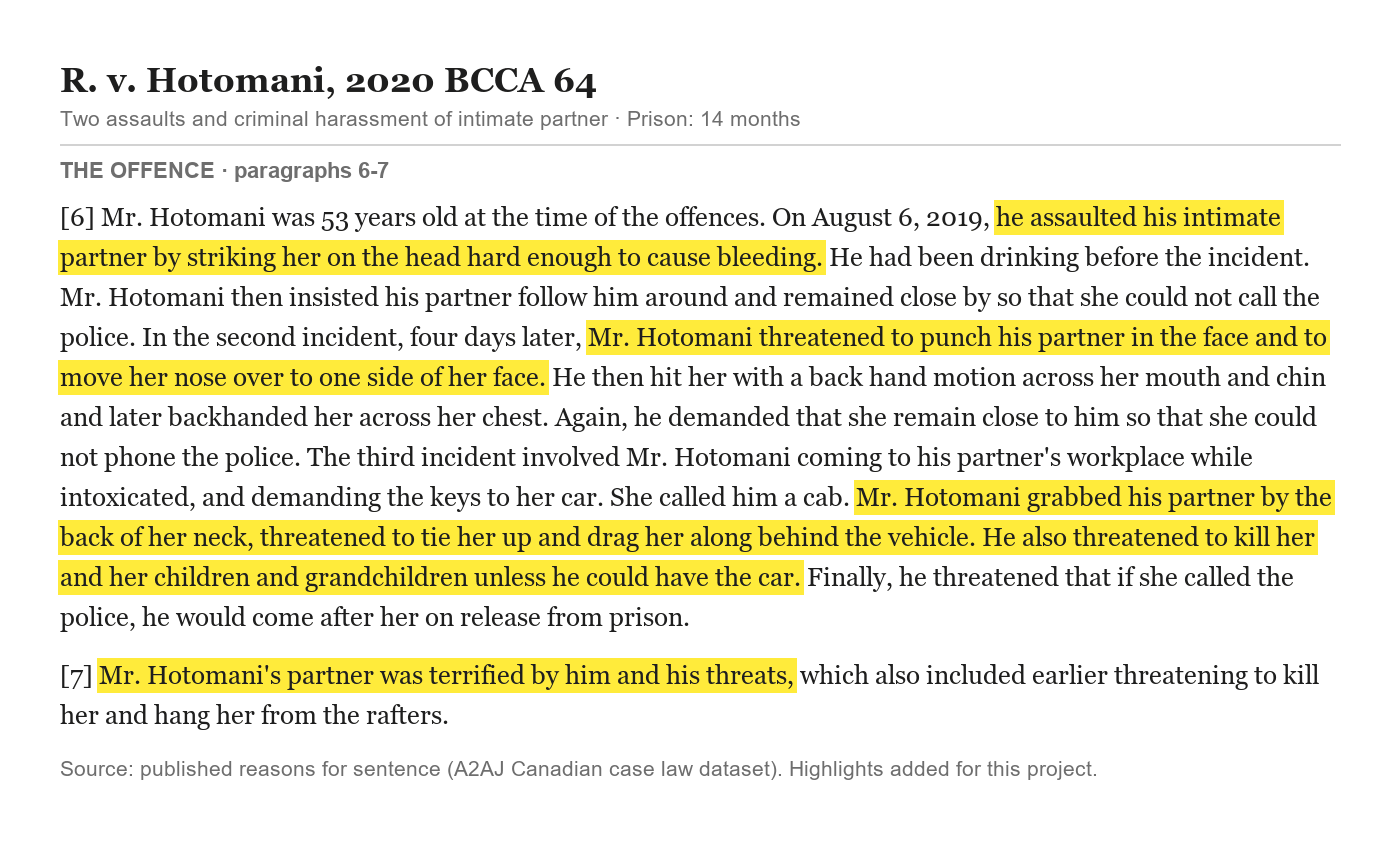 R. v. Hotomani, 2020 BCCA 64
Two assaults and criminal harassment of intimate partner · Prison: 14 months
THE OFFENCE · paragraphs 6-7
[6] Mr. Hotomani was 53 years old at the time of the offences. On August 6, 2019, he assaulted his intimate
partner by striking her on the head hard enough to cause bleeding. He had been drinking before the incident.
Mr. Hotomani then insisted his partner follow him around and remained close by so that she could not call the
police. In the second incident, four days later, Mr. Hotomani threatened to punch his partner in the face and to
move her nose over to one side of her face. He then hit her with a back hand motion across her mouth and chin
and later backhanded her across her chest. Again, he demanded that she remain close to him so that she could
not phone the police. The third incident involved Mr. Hotomani coming to his partner's workplace while
intoxicated, and demanding the keys to her car. She called him a cab. Mr. Hotomani grabbed his partner by the
back of her neck, threatened to tie her up and drag her along behind the vehicle. He also threatened to kill her
and her children and grandchildren unless he could have the car. Finally, he threatened that if she called the
police, he would come after her on release from prison.
[7] Mr. Hotomani's partner was terrified by him and his threats, which also included earlier threatening to kill
her and hang her from the rafters.
Source: published reasons for sentence (A2AJ Canadian case law dataset). Highlights added for this project.